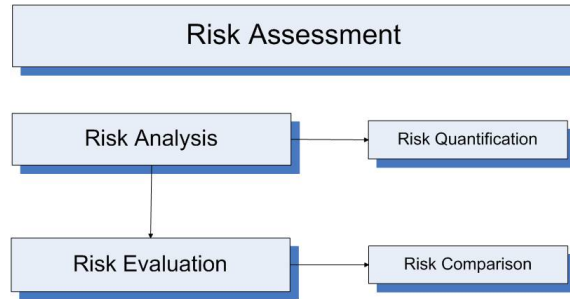 Risk Assessment
Risk Analysis
Risk Quantification
Risk Evaluation
Risk Comparison